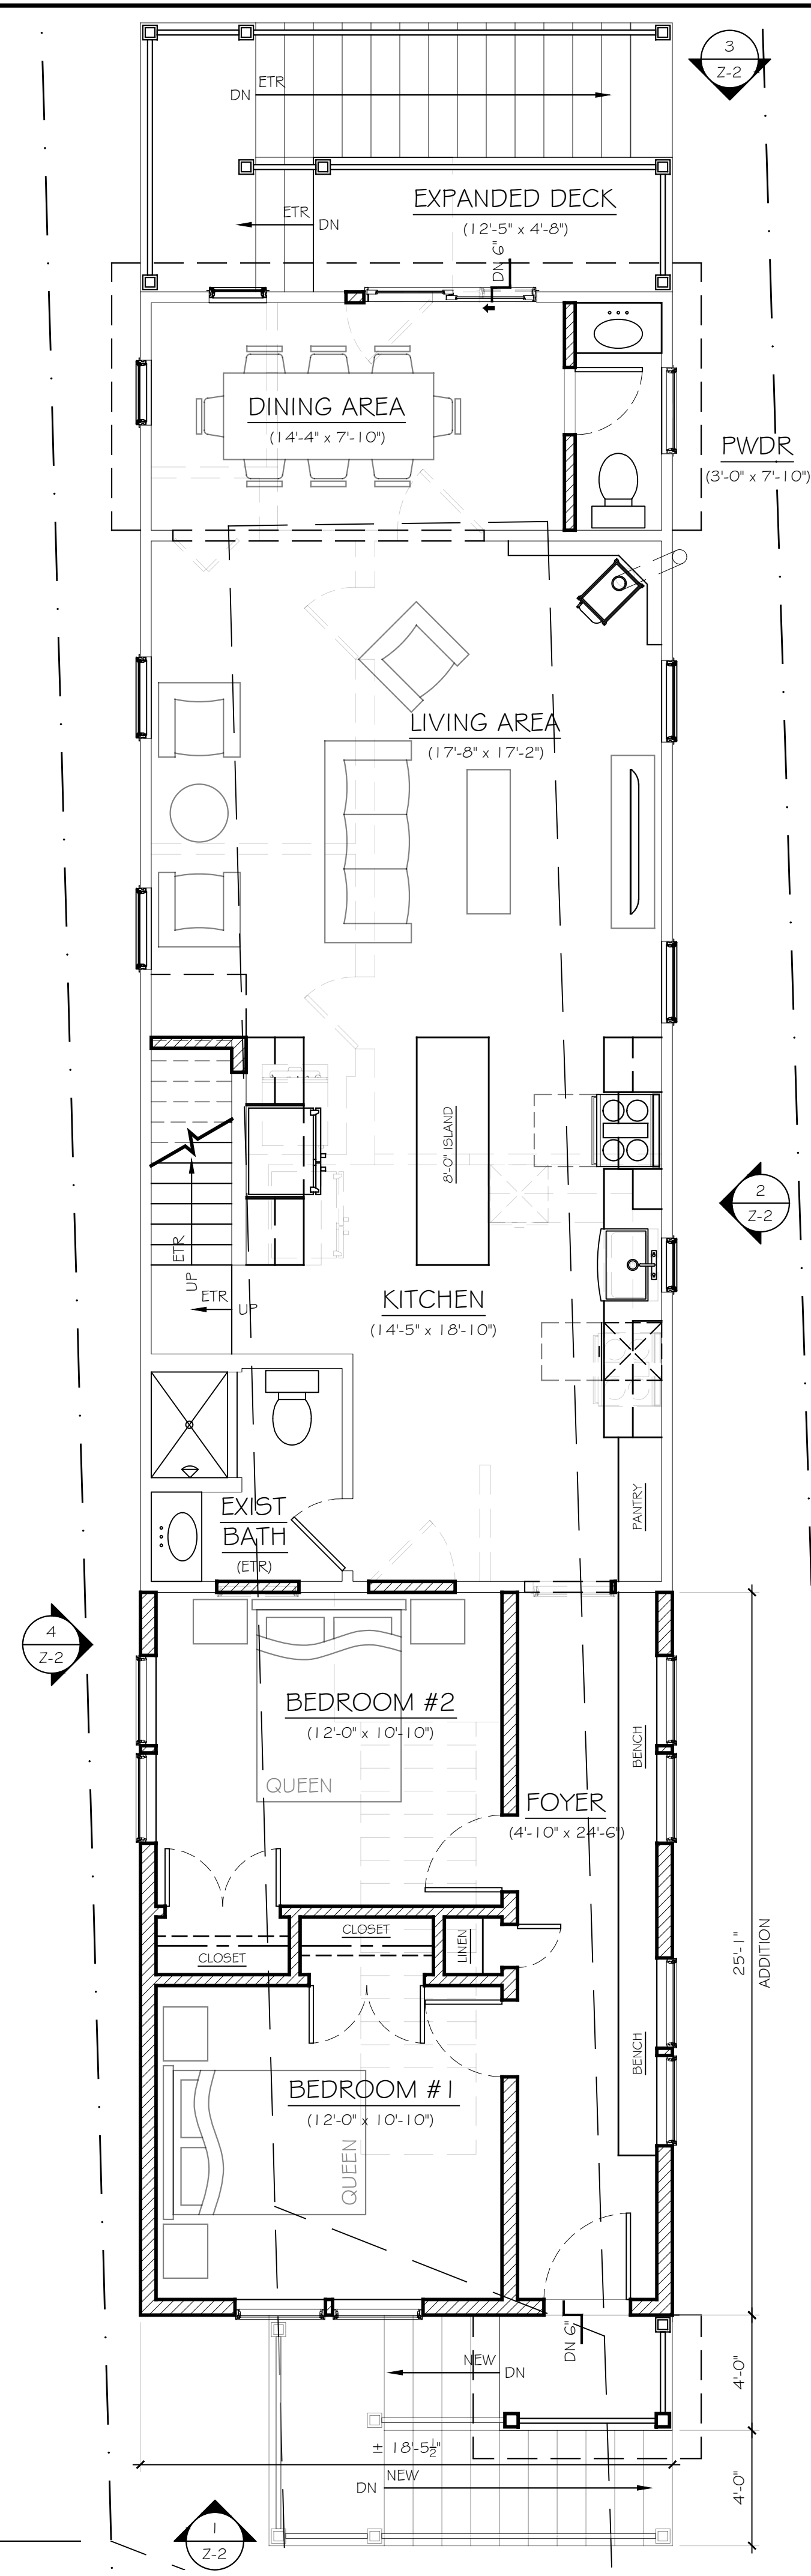 3
Z-2
ETR
DN
EXPANDED DECK
(12'-5" x 4'-8")
ETR
DN
DN 6"
DINING AREA
(14'-4" x 7'-10")
PWDR
(3'-0" x 7'-10")
LIVING AREA
(17'-8" x 17'-2")
8'-0" ISLAND
2
Z-2
ETR
UP
ETR
UP
KITCHEN
(14'-5" x 18'-10")
PANTRY
EXIST
BATH
(ETR)
4
Z-2
BEDROOM #2
(12'-0" x 10'-10")
QUEEN
BENCH
FOYER
(4'-10" x 24'-6")
CLOSET
CLOSET
LINEN
25'-1"
ADDITION
BENCH
BEDROOM #1
(12'-0" x 10'-10")
QUEEN
DN 6"
NEW
DN
4'-0"
± 18'-5½"
NEW
DN
4'-0"
1
Z-2